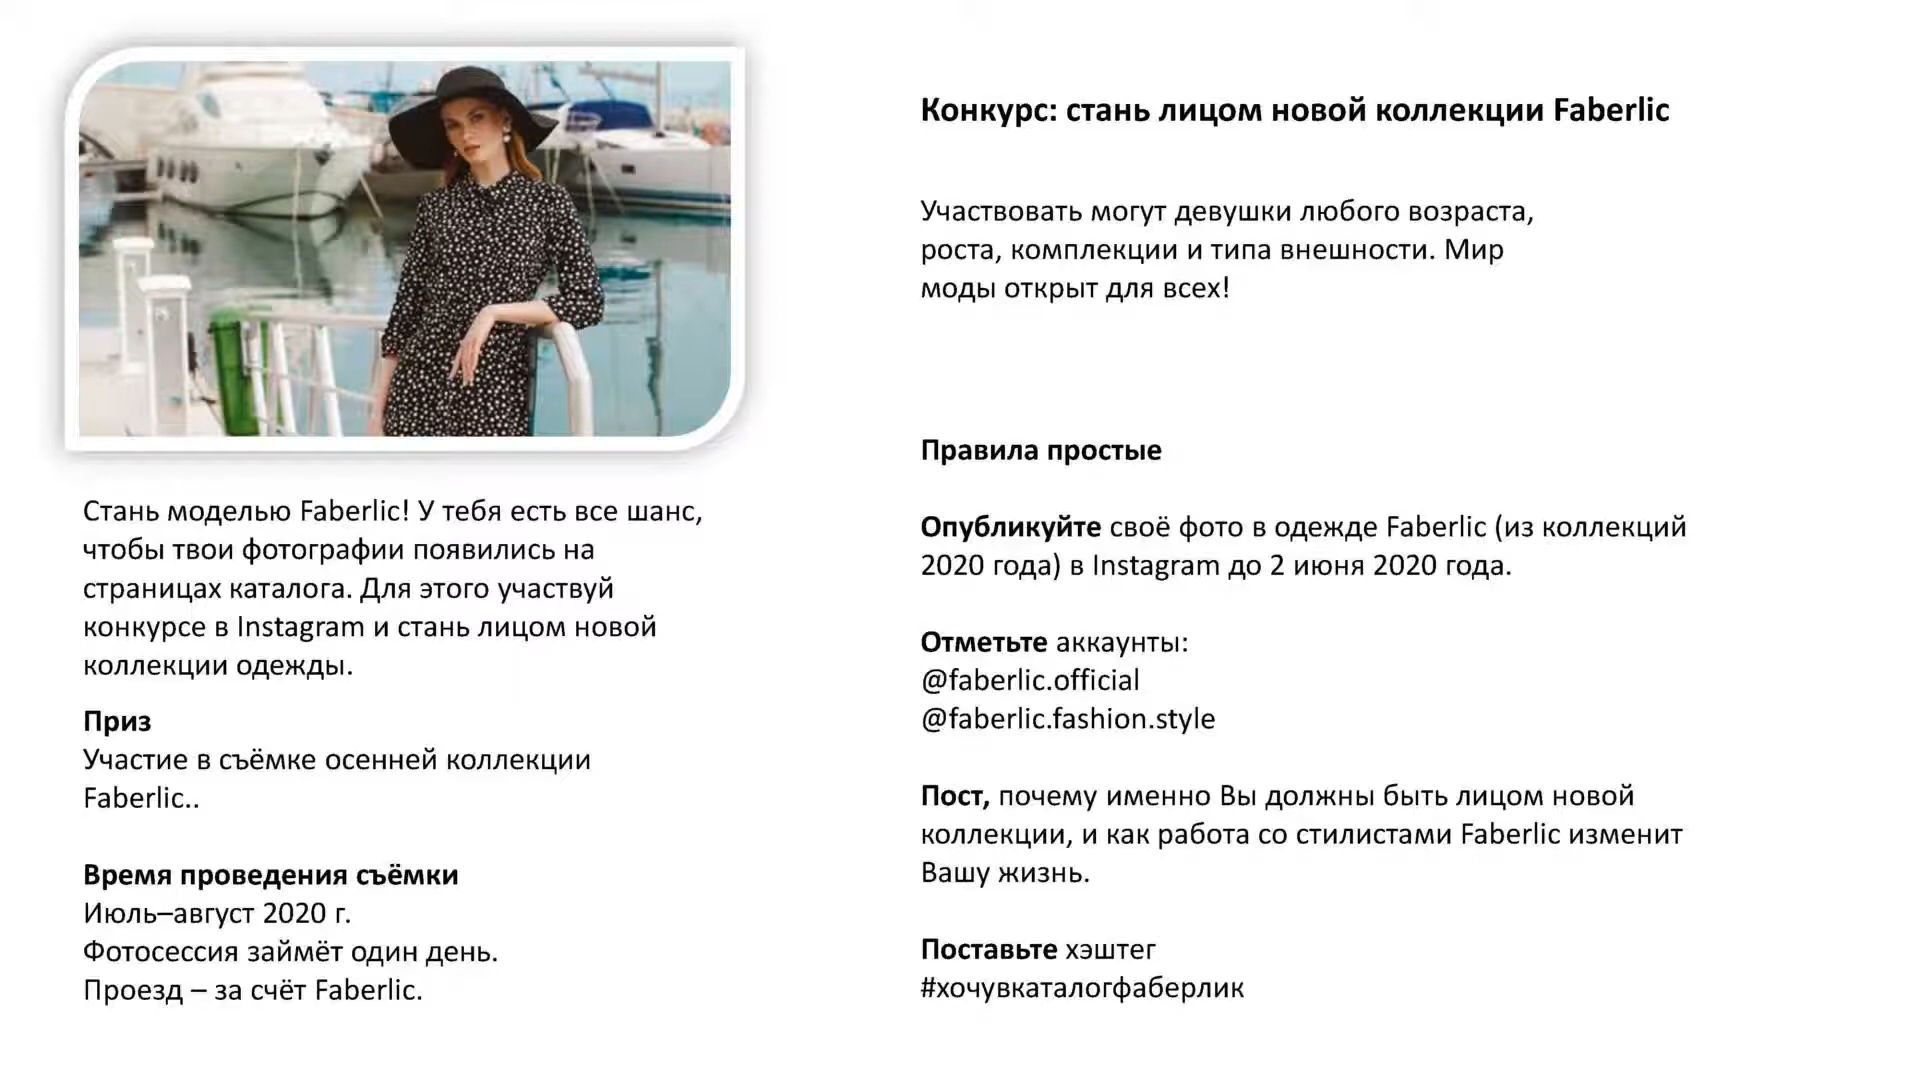 Стань моделью Faberlic! У тебя есть все шанс,
чтобы твои фотографии появились на
страницах каталога. Для этого участвуй
конкурсе в Instagram и стань лицом новой
коллекции одежды.
Приз
Участие в съёмке осенней коллекции
Faberlic..
Время проведения съёмки
Июль–август 2020 г.
Фотосессия займёт один день.
Проезд – за счёт Faberlic.
Конкурс: стань лицом новой коллекции Faberlic
Участвовать могут девушки любого возраста,
роста, комплекции и типа внешности. Мир
моды открыт для всех!
Правила простые
Опубликуйте своё фото в одежде Faberlic (из коллекций
2020 года) в Instagram до 2 июня 2020 года.
Отметьте аккаунты:
@faberlic.official
@faberlic.fashion.style
Пост, почему именно Вы должны быть лицом новой
коллекции, и как работа со стилистами Faberlic изменит
Вашу жизнь.
Поставьте хэштег
#хочувкаталогфаберлик